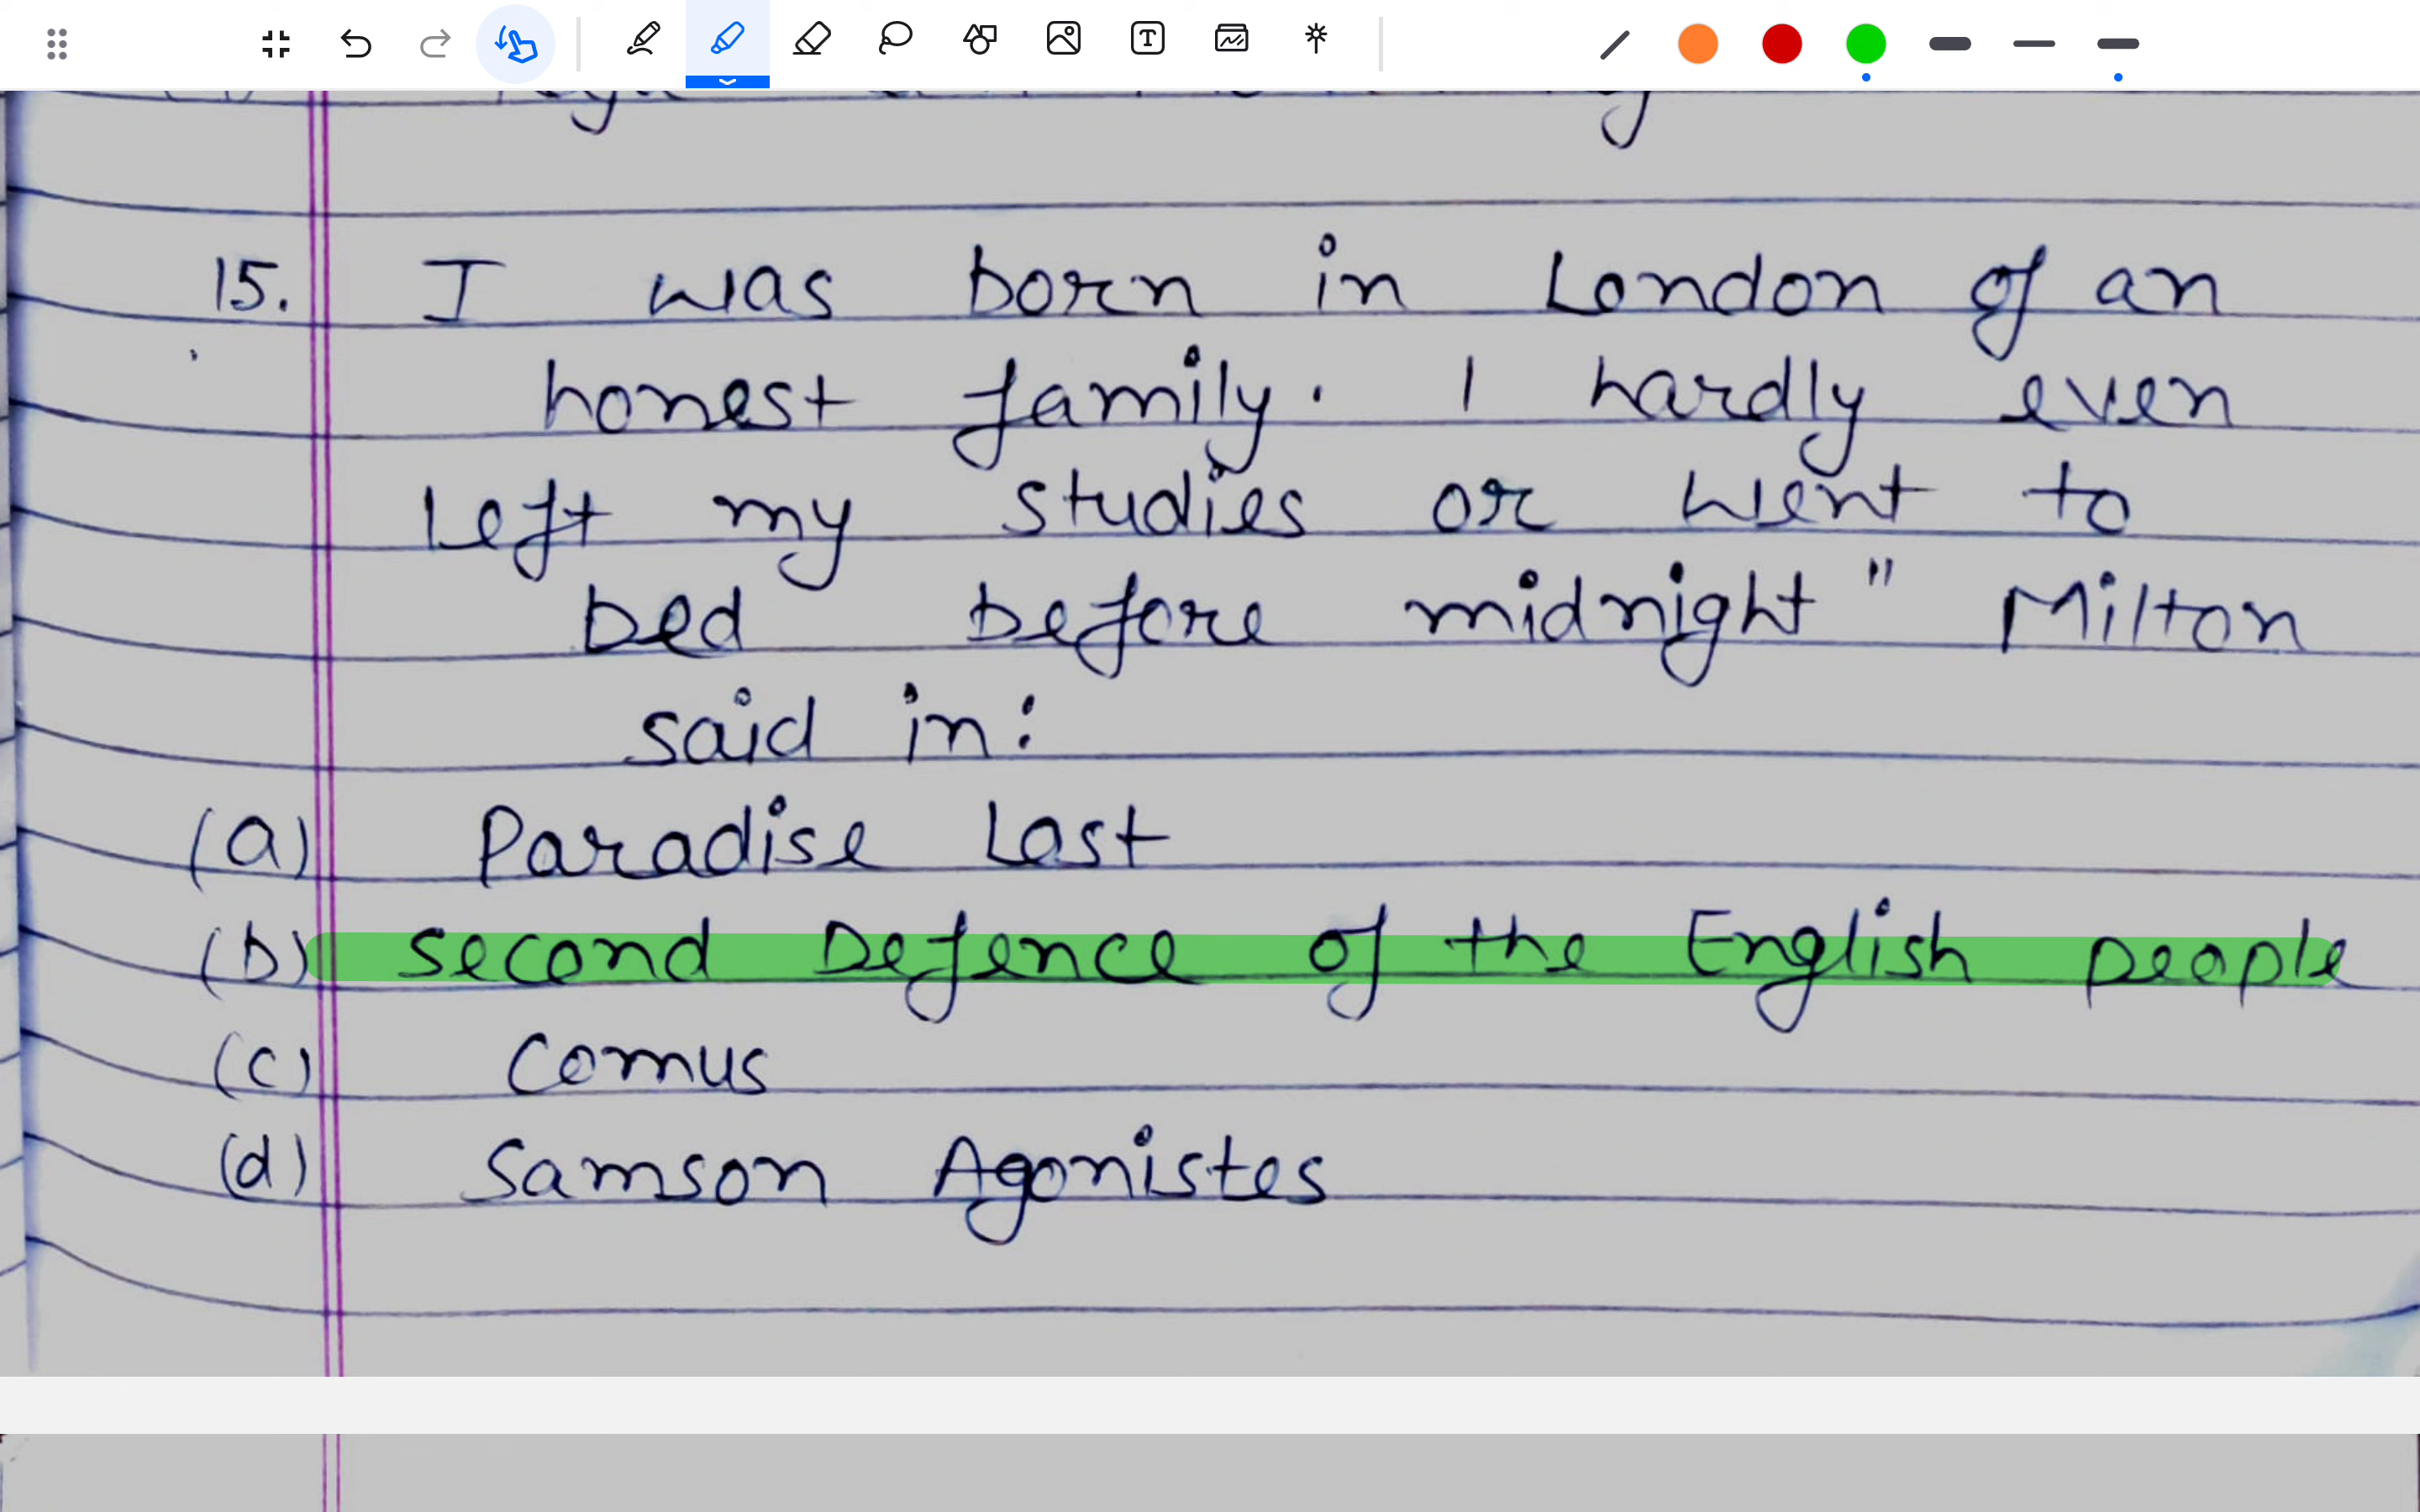 15. I was born in London of an
honest family. I hardly even
left my studies or went to
bed before midnight" Milton
said in:
(a) Paradise Lost
(b) second Defence of the English people
(c) Comus
(d) Samson Agonistes